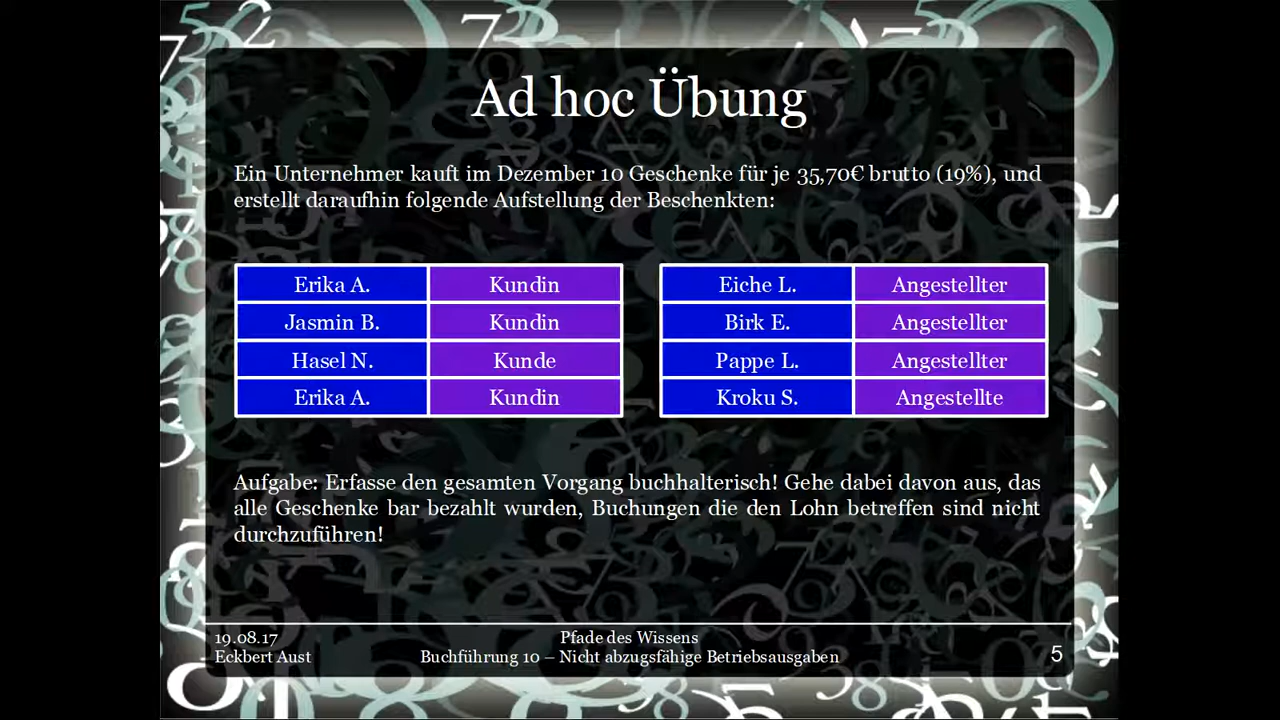 Ad hoc Übung
Ein Unternehmer kauft im Dezember 10 Geschenke für je 35,70€ brutto (19%), und
erstellt daraufhin folgende Aufstellung der Beschenkten:
Erika A. Kundin
Jasmin B. Kundin
Hasel N. Kunde
Erika A. Kundin
Eiche L. Angestellter
Birk E. Angestellter
Pappe L. Angestellter
Kroku S. Angestellte
Aufgabe: Erfasse den gesamten Vorgang buchhalterisch! Gehe dabei davon aus, das
alle Geschenke bar bezahlt wurden, Buchungen die den Lohn betreffen sind nicht
durchzuführen!
19.08.17
Eckbert Aust
Pfade des Wissens
Buchführung 10 – Nicht abzugsfähige Betriebsausgaben
5